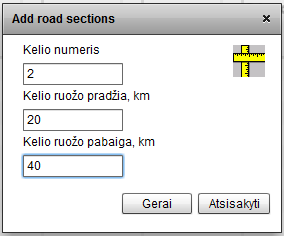 Add road sections ×
Kelio numeris
2
Kelio ruožo pradžia, km
20
Kelio ruožo pabaiga, km
40
Gerai Atsisakyti